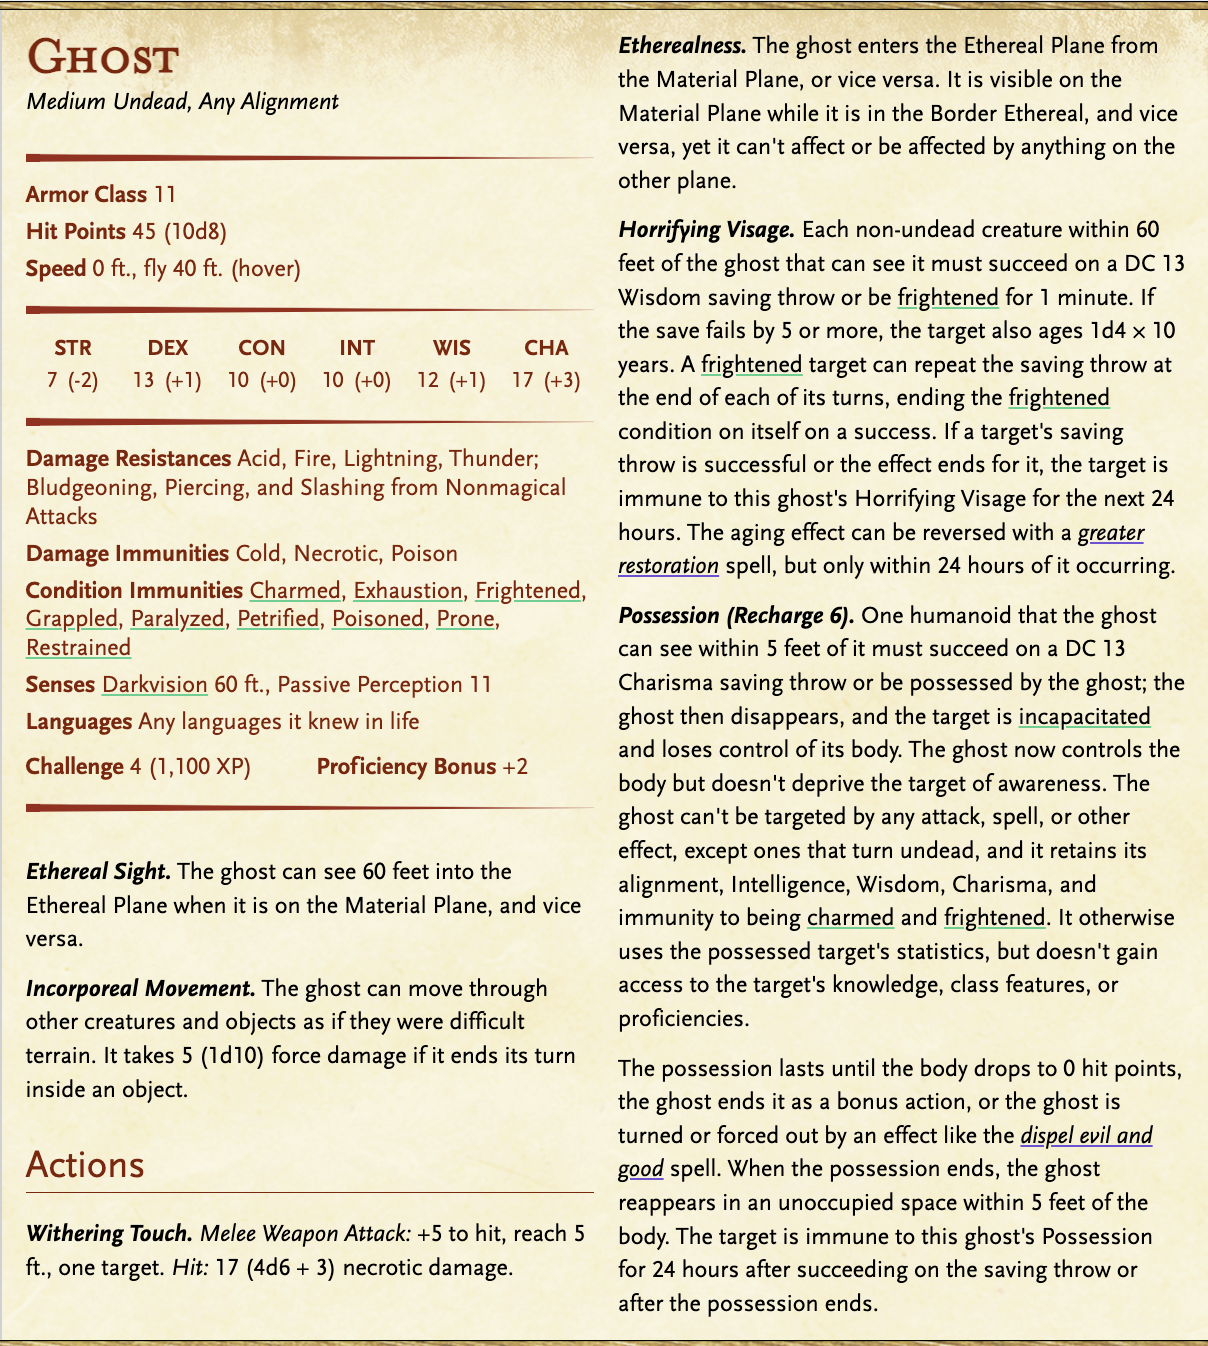 Ghost
Medium Undead, Any Alignment
Armor Class 11
Hit Points 45 (10d8)
Speed 0 ft., fly 40 ft. (hover)
STR DEX CON INT WIS CHA
7 (-2) 13 (+1) 10 (+0) 10 (+0) 12 (+1) 17 (+3)
Damage Resistances Acid, Fire, Lightning, Thunder;
Bludgeoning, Piercing, and Slashing from Nonmagical
Attacks
Damage Immunities Cold, Necrotic, Poison
Condition Immunities Charmed, Exhaustion, Frightened,
Grappled, Paralyzed, Petrified, Poisoned, Prone,
Restrained
Senses Darkvision 60 ft., Passive Perception 11
Languages Any languages it knew in life
Challenge 4 (1,100 XP) Proficiency Bonus +2
Ethereal Sight. The ghost can see 60 feet into the
Ethereal Plane when it is on the Material Plane, and vice
versa.
Incorporeal Movement. The ghost can move through
other creatures and objects as if they were difficult
terrain. It takes 5 (1d10) force damage if it ends its turn
inside an object.
Actions
Withering Touch. Melee Weapon Attack: +5 to hit, reach 5
ft., one target. Hit: 17 (4d6 + 3) necrotic damage.
Etherealness. The ghost enters the Ethereal Plane from
the Material Plane, or vice versa. It is visible on the
Material Plane while it is in the Border Ethereal, and vice
versa, yet it can't affect or be affected by anything on the
other plane.
Horrifying Visage. Each non-undead creature within 60
feet of the ghost that can see it must succeed on a DC 13
Wisdom saving throw or be frightened for 1 minute. If
the save fails by 5 or more, the target also ages 1d4 × 10
years. A frightened target can repeat the saving throw at
the end of each of its turns, ending the frightened
condition on itself on a success. If a target's saving
throw is successful or the effect ends for it, the target is
immune to this ghost's Horrifying Visage for the next 24
hours. The aging effect can be reversed with a greater
restoration spell, but only within 24 hours of it occurring.
Possession (Recharge 6). One humanoid that the ghost
can see within 5 feet of it must succeed on a DC 13
Charisma saving throw or be possessed by the ghost; the
ghost then disappears, and the target is incapacitated
and loses control of its body. The ghost now controls the
body but doesn't deprive the target of awareness. The
ghost can't be targeted by any attack, spell, or other
effect, except ones that turn undead, and it retains its
alignment, Intelligence, Wisdom, Charisma, and
immunity to being charmed and frightened. It otherwise
uses the possessed target's statistics, but doesn't gain
access to the target's knowledge, class features, or
proficiencies.
The possession lasts until the body drops to 0 hit points,
the ghost ends it as a bonus action, or the ghost is
turned or forced out by an effect like the dispel evil and
good spell. When the possession ends, the ghost
reappears in an unoccupied space within 5 feet of the
body. The target is immune to this ghost's Possession
for 24 hours after succeeding on the saving throw or
after the possession ends.